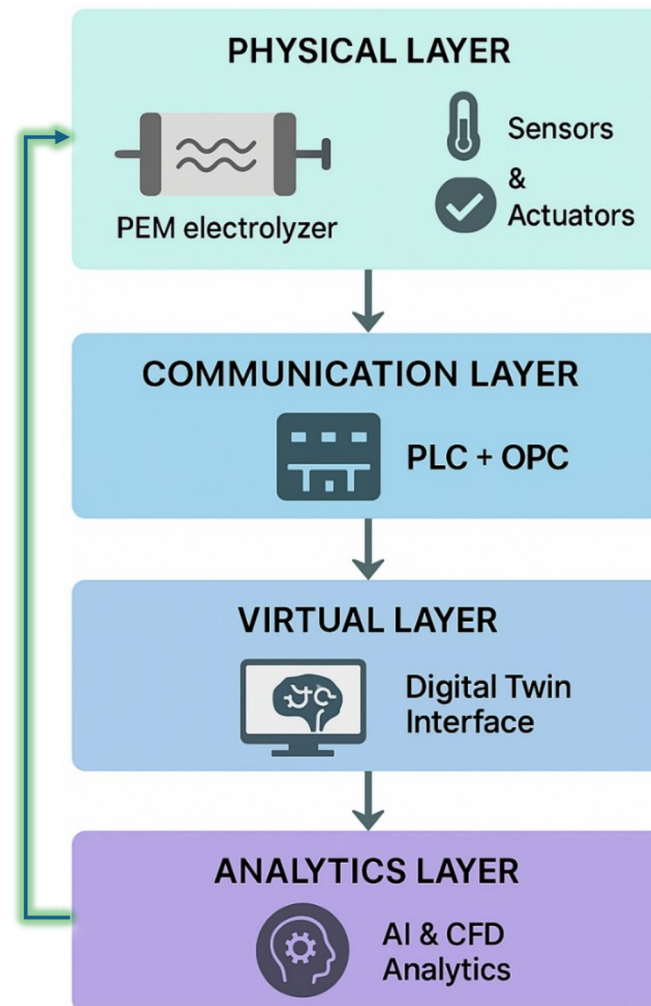 PHYSICAL LAYER
PEM electrolyzer
Sensors
&
Actuators
COMMUNICATION LAYER
PLC + OPC
VIRTUAL LAYER
Digital Twin
Interface
ANALYTICS LAYER
AI & CFD
Analytics